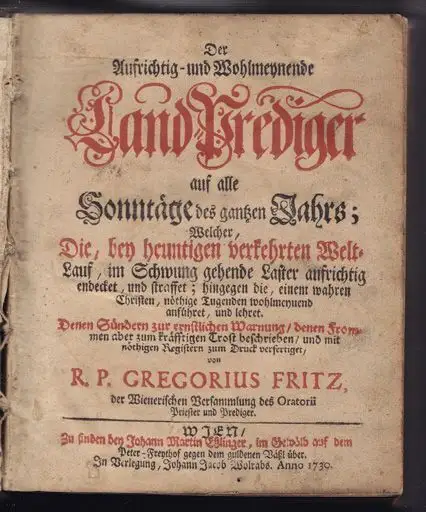 Der
Aufrichtig-und Wohlmeynende
Land Prediger
auf alle
Sonntäge des gantzen Jahrs;
Welcher,
Die, bey heuntigen verkehrten Welt-
Lauf, im Schwung gehende Laster aufrichtig
endecket, und straffet; hingegen die, einem wahren
Christen, nöthige Tugenden wohlmeynend
anführet, und lehret.
Denen Sündern zur ernstlichen Warnung/ denen From-
men aber zum kräfftigen Trost beschrieben/ und mit
nöthigen Registern zum Druck verfertiget/
von
R. P. GREGORIUS FRITZ,
der Wienerischen Versammlung des Oratorii
Priester und Prediger.
WIEN/
Zu finden bey Johann Martin Eßlinger, im Gewölb auf dem
Peter-Freythof gegen dem guldenen Väßl über.
In Verlegung, Johann Jacob Wolrabs. Anno